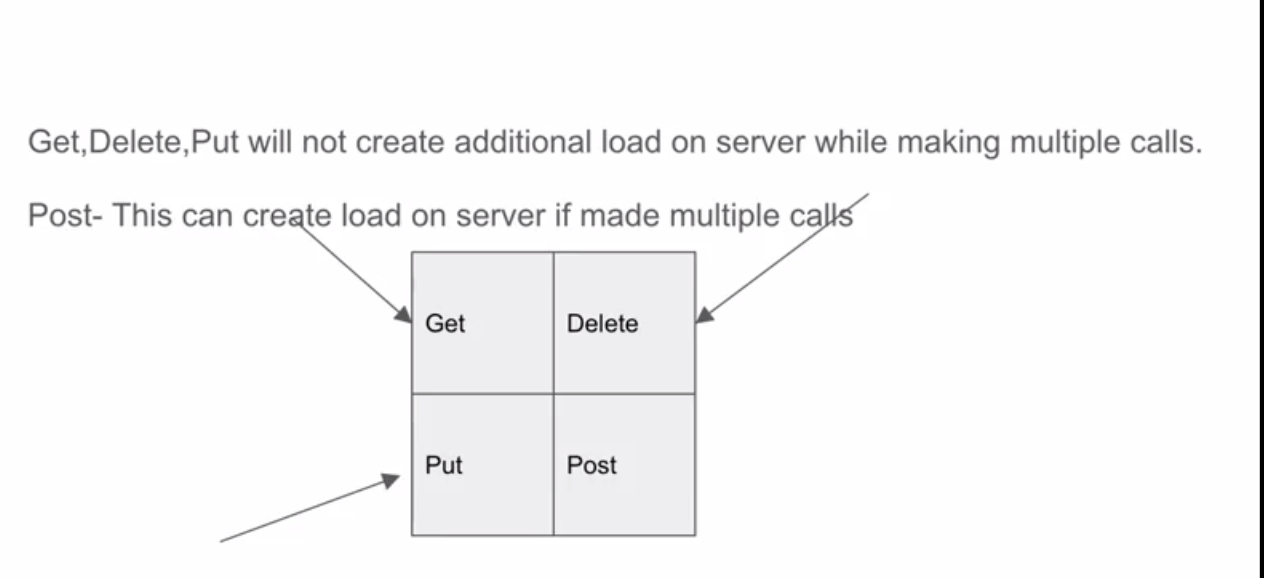 Get,Delete,Put will not create additional load on server while making multiple calls.
Post- This can create load on server if made multiple calls
Get
Delete
Put
Post